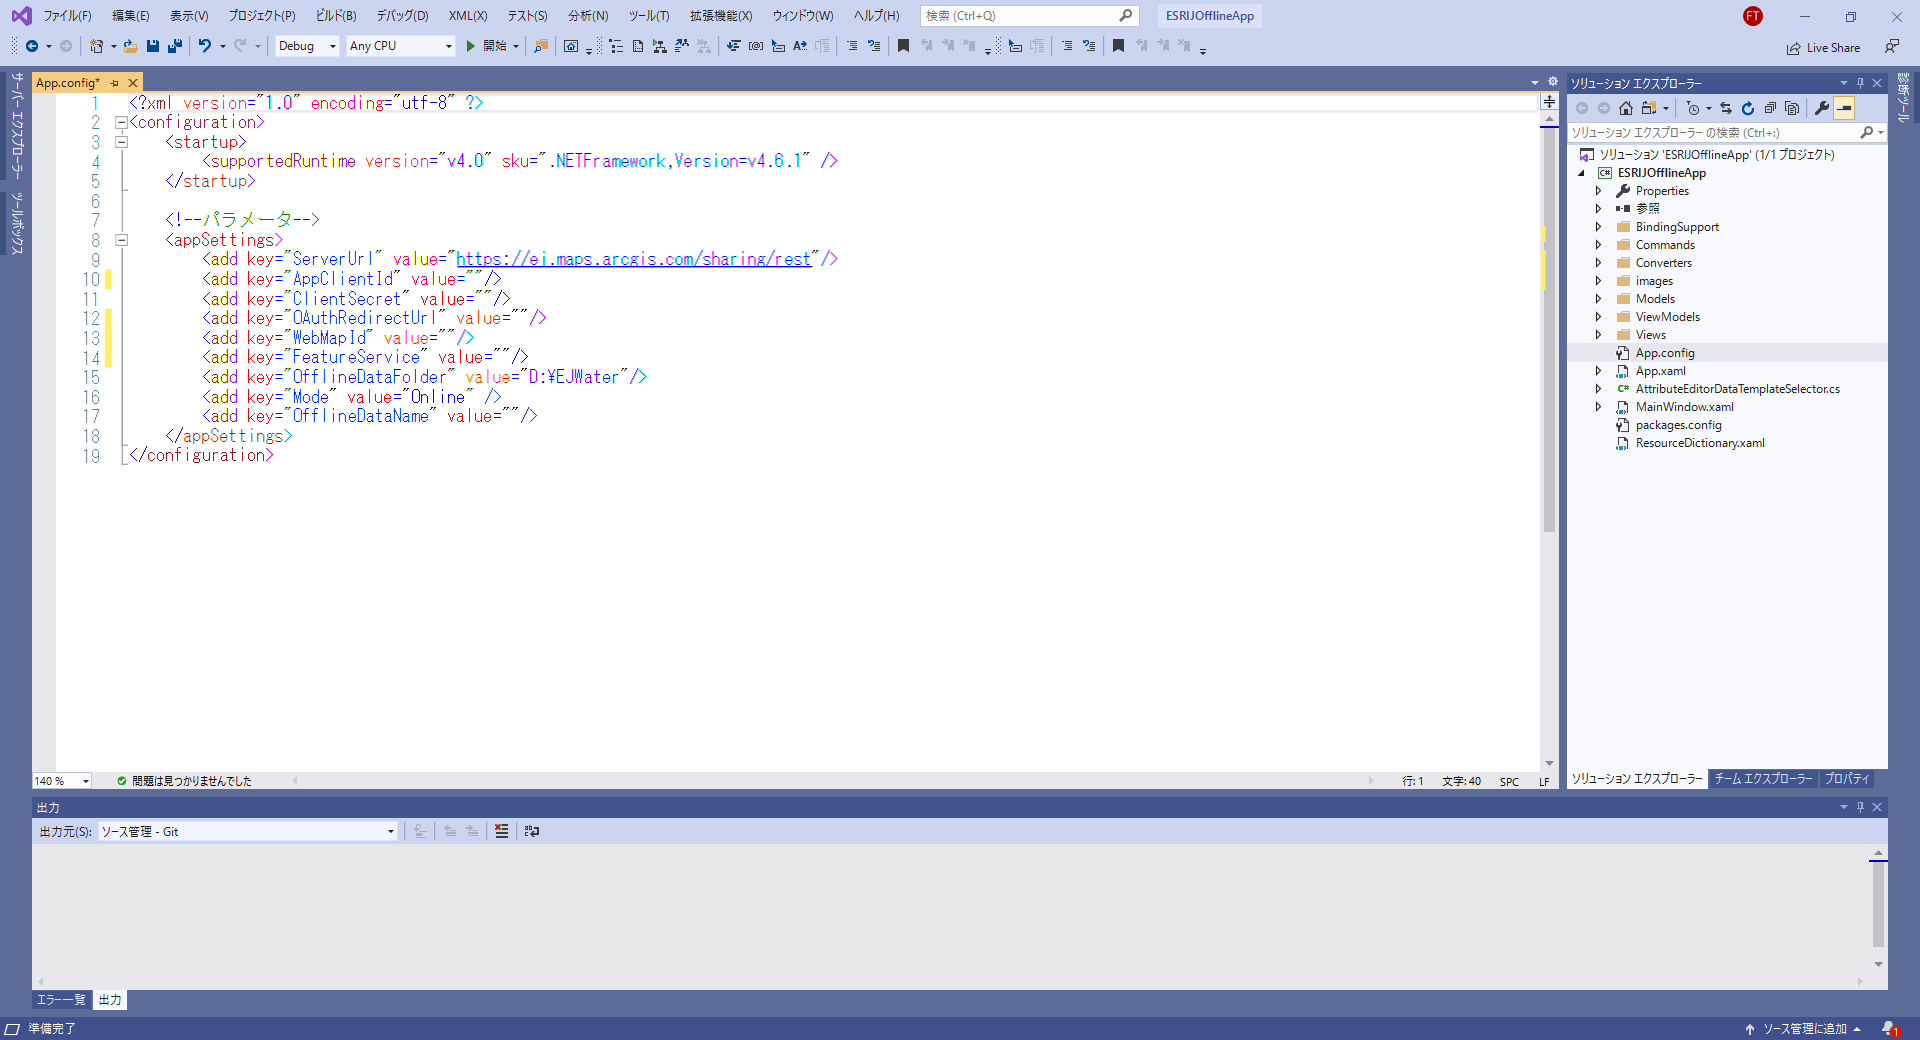 ファイル(F) 編集(E) 表示(V) プロジェクト(P) ビルド(B) デバッグ(D) XML(X) テスト(S) 分析(N) ツール(T) 拡張機能(X) ウィンドウ(W) ヘルプ(H) 検索 (Ctrl+Q) ESRIJOfflineApp FT
Debug Any CPU 開始 Live Share
サーバー エクスプローラー
ツールボックス
App.config*
1 <?xml version="1.0" encoding="utf-8" ?>
2 <configuration>
3 <startup>
4 <supportedRuntime version="v4.0" sku=".NETFramework,Version=v4.6.1" />
5 </startup>
6
7 <!--パラメータ-->
8 <appSettings>
9 <add key="ServerUrl" value="https://ej.maps.arcgis.com/sharing/rest"/>
10 <add key="AppClientId" value=""/>
11 <add key="ClientSecret" value=""/>
12 <add key="OAuthRedirectUrl" value=""/>
13 <add key="WebMapId" value=""/>
14 <add key="FeatureService" value=""/>
15 <add key="OfflineDataFolder" value="D:¥EJWater"/>
16 <add key="Mode" value="Online" />
17 <add key="OfflineDataName" value=""/>
18 </appSettings>
19 </configuration>
140 % 問題は見つかりませんでした 行: 1 文字: 40 SPC LF
ソリューション エクスプローラー
ソリューション エクスプローラー の検索 (Ctrl+:)
ソリューション 'ESRIJOfflineApp' (1/1 プロジェクト)
C# ESRIJOfflineApp
Properties
参照
BindingSupport
Commands
Converters
images
Models
ViewModels
Views
App.config
App.xaml
C# AttributeEditorDataTemplateSelector.cs
MainWindow.xaml
packages.config
ResourceDictionary.xaml
ソリューション エクスプローラー チーム エクスプローラー プロパティ
診断ツール
出力
出力元(S): ソース管理 - Git
エラー一覧 出力
準備完了 ソース管理に追加 1